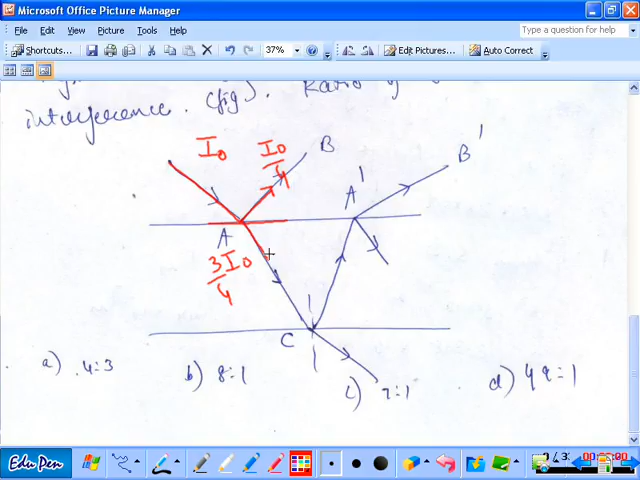 Microsoft Office Picture Manager
File Edit View Picture Tools Help
Type a question for help
Shortcuts... 37% Edit Pictures... Auto Correct
(fig). Ratio of
interference.
I0 I0/4 B A' B'
A
3I0/4
C
a) 4:3 b) 8:1 c) 7:1 d) 49:1
Edu Pen